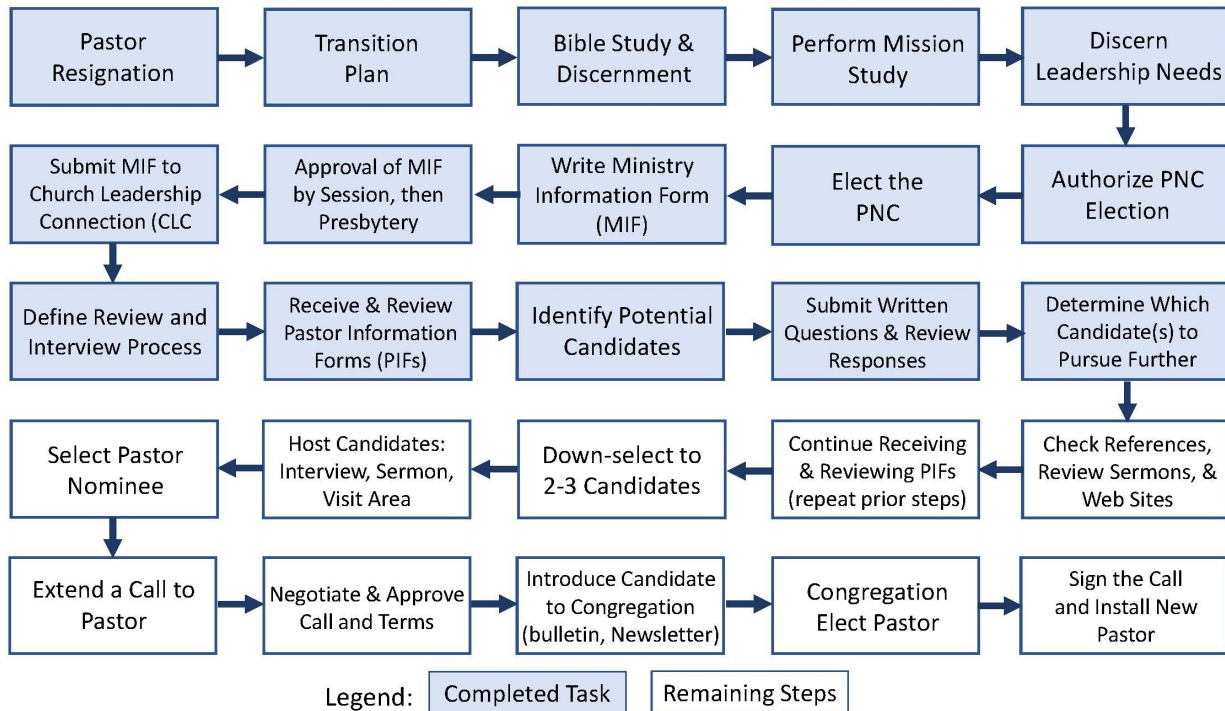 Pastor
Resignation
Transition
Plan
Bible Study &
Discernment
Perform Mission
Study
Discern
Leadership Needs
Submit MIF to
Church Leadership
Connection (CLC
Approval of MIF
by Session, then
Presbytery
Write Ministry
Information Form
(MIF)
Elect the
PNC
Authorize PNC
Election
Define Review and
Interview Process
Receive & Review
Pastor Information
Forms (PIFs)
Identify Potential
Candidates
Submit Written
Questions & Review
Responses
Determine Which
Candidate(s) to
Pursue Further
Select Pastor
Nominee
Host Candidates:
Interview, Sermon,
Visit Area
Down-select to
2-3 Candidates
Continue Receiving
& Reviewing PIFs
(repeat prior steps)
Check References,
Review Sermons, &
Web Sites
Extend a Call to
Pastor
Negotiate & Approve
Call and Terms
Introduce Candidate
to Congregation
(bulletin, Newsletter)
Congregation
Elect Pastor
Sign the Call
and Install New
Pastor
Legend: Completed Task Remaining Steps